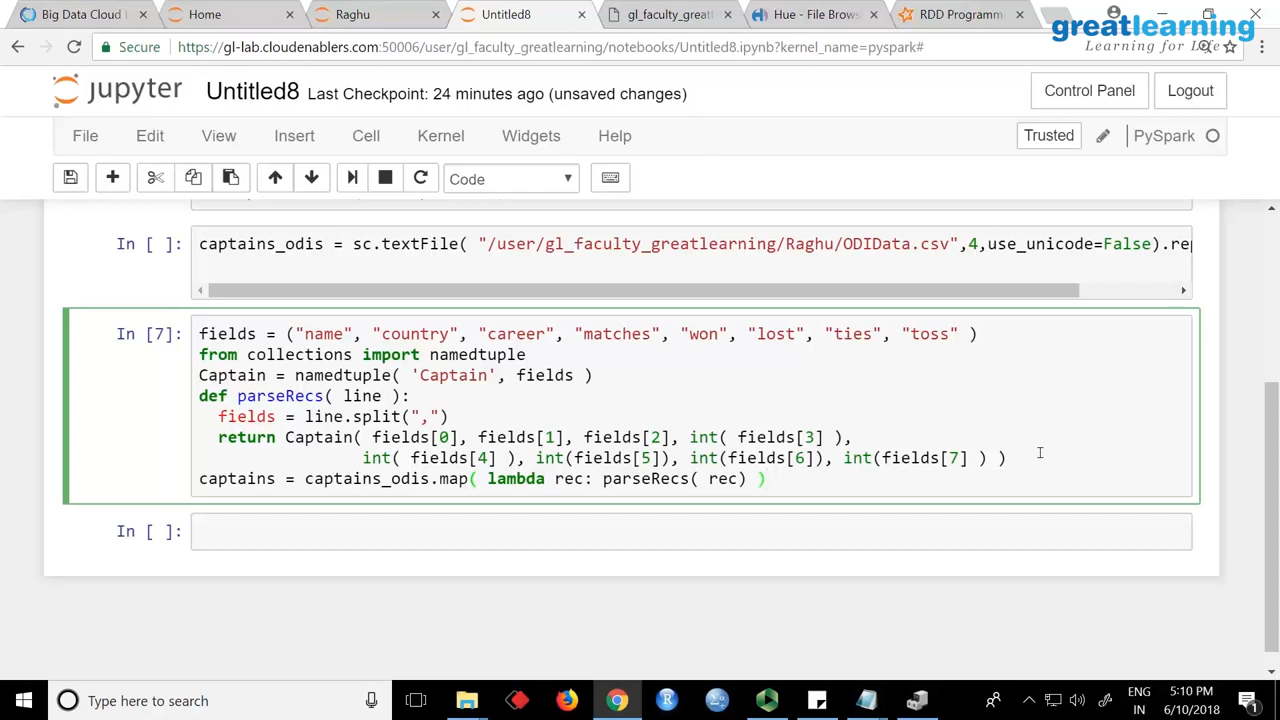 Big Data Cloud
Home
Raghu
Untitled8
gl_faculty_great
Hue - File Brows
RDD Programm
greatlearning
Learning for Life
Secure
https://gl-lab.cloudenablers.com:50006/user/gl_faculty_greatlearning/notebooks/Untitled8.ipynb?kernel_name=pyspark#
jupyter
Untitled8
Last Checkpoint: 24 minutes ago (unsaved changes)
Control Panel
Logout
File Edit View Insert Cell Kernel Widgets Help
Trusted
PySpark
Code
In [ ]:
captains_odis = sc.textFile( "/user/gl_faculty_greatlearning/Raghu/ODIData.csv",4,use_unicode=False).rep
In [7]:
fields = ("name", "country", "career", "matches", "won", "lost", "ties", "toss" )
from collections import namedtuple
Captain = namedtuple( 'Captain', fields )
def parseRecs( line ):
fields = line.split(",")
return Captain( fields[0], fields[1], fields[2], int( fields[3] ),
int( fields[4] ), int(fields[5]), int(fields[6]), int(fields[7] ) )
captains = captains_odis.map( lambda rec: parseRecs( rec) )
In [ ]:
Type here to search
ENG
IN
5:10 PM
6/10/2018
1